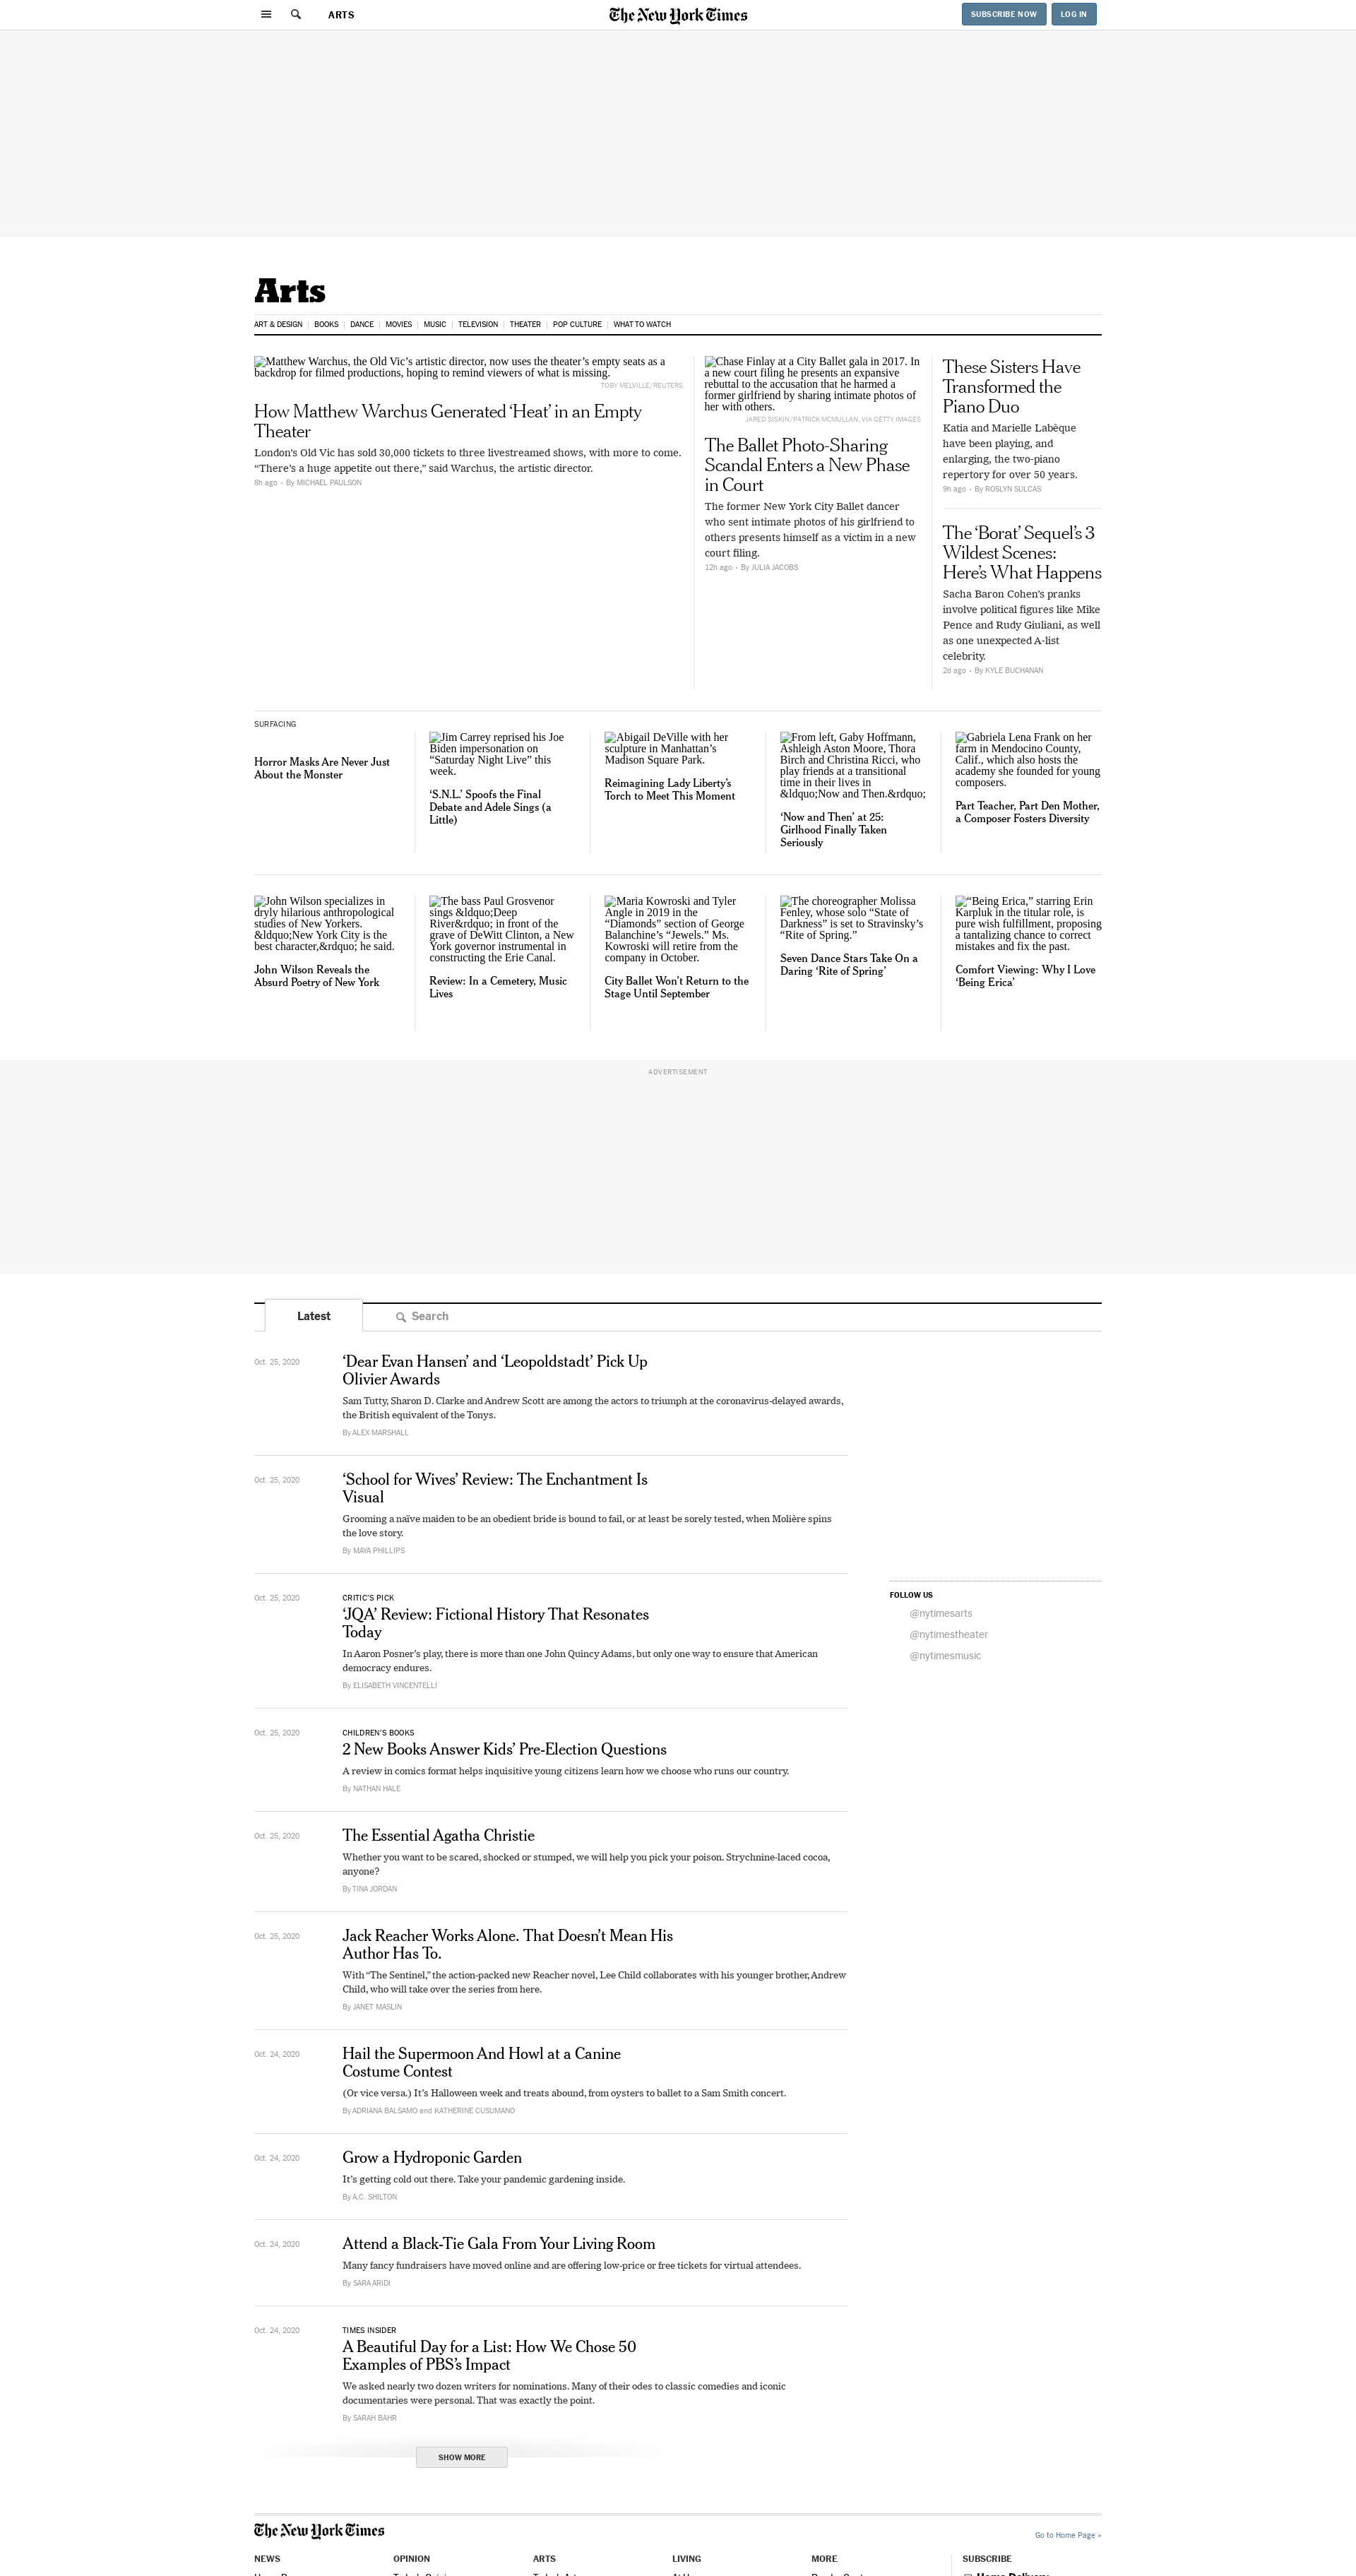 ARTS
The New York Times
SUBSCRIBE NOW
LOG IN
Arts
ART & DESIGN
BOOKS
DANCE
MOVIES
MUSIC
TELEVISION
THEATER
POP CULTURE
WHAT TO WATCH
Matthew Warchus, the Old Vic’s artistic director, now uses the theater’s empty seats as a
backdrop for filmed productions, hoping to remind viewers of what is missing.
TOBY MELVILLE/REUTERS
How Matthew Warchus Generated ‘Heat’ in an Empty
Theater
London’s Old Vic has sold 30,000 tickets to three livestreamed shows, with more to come.
“There’s a huge appetite out there,” said Warchus, the artistic director.
8h ago • By MICHAEL PAULSON
Chase Finlay at a City Ballet gala in 2017. In
a new court filing he presents an expansive
rebuttal to the accusation that he harmed a
former girlfriend by sharing intimate photos of
her with others.
JARED SISKIN/PATRICK MCMULLAN, VIA GETTY IMAGES
The Ballet Photo-Sharing
Scandal Enters a New Phase
in Court
The former New York City Ballet dancer
who sent intimate photos of his girlfriend to
others presents himself as a victim in a new
court filing.
12h ago • By JULIA JACOBS
These Sisters Have
Transformed the
Piano Duo
Katia and Marielle Labèque
have been playing, and
enlarging, the two-piano
repertory for over 50 years.
9h ago • By ROSLYN SULCAS
The ‘Borat’ Sequel’s 3
Wildest Scenes:
Here’s What Happens
Sacha Baron Cohen’s pranks
involve political figures like Mike
Pence and Rudy Giuliani, as well
as one unexpected A-list
celebrity.
2d ago • By KYLE BUCHANAN
SURFACING
Horror Masks Are Never Just
About the Monster
Jim Carrey reprised his Joe
Biden impersonation on
“Saturday Night Live” this
week.
‘S.N.L.’ Spoofs the Final
Debate and Adele Sings (a
Little)
Abigail DeVille with her
sculpture in Manhattan’s
Madison Square Park.
Reimagining Lady Liberty’s
Torch to Meet This Moment
From left, Gaby Hoffmann,
Ashleigh Aston Moore, Thora
Birch and Christina Ricci, who
play friends at a transitional
time in their lives in
&ldquo;Now and Then.&rdquo;
‘Now and Then’ at 25:
Girlhood Finally Taken
Seriously
Gabriela Lena Frank on her
farm in Mendocino County,
Calif., which also hosts the
academy she founded for young
composers.
Part Teacher, Part Den Mother,
a Composer Fosters Diversity
John Wilson specializes in
dryly hilarious anthropological
studies of New Yorkers.
&ldquo;New York City is the
best character,&rdquo; he said.
John Wilson Reveals the
Absurd Poetry of New York
The bass Paul Grosvenor
sings &ldquo;Deep
River&rdquo; in front of the
grave of DeWitt Clinton, a New
York governor instrumental in
constructing the Erie Canal.
Review: In a Cemetery, Music
Lives
Maria Kowroski and Tyler
Angle in 2019 in the
“Diamonds” section of George
Balanchine’s “Jewels.” Ms.
Kowroski will retire from the
company in October.
City Ballet Won’t Return to the
Stage Until September
The choreographer Molissa
Fenley, whose solo “State of
Darkness” is set to Stravinsky’s
“Rite of Spring.”
Seven Dance Stars Take On a
Daring ‘Rite of Spring’
“Being Erica,” starring Erin
Karpluk in the titular role, is
pure wish fulfillment, proposing
a tantalizing chance to correct
mistakes and fix the past.
Comfort Viewing: Why I Love
‘Being Erica’
ADVERTISEMENT
Latest
Search
Oct. 25, 2020
‘Dear Evan Hansen’ and ‘Leopoldstadt’ Pick Up
Olivier Awards
Sam Tutty, Sharon D. Clarke and Andrew Scott are among the actors to triumph at the coronavirus-delayed awards,
the British equivalent of the Tonys.
By ALEX MARSHALL
Oct. 25, 2020
‘School for Wives’ Review: The Enchantment Is
Visual
Grooming a naïve maiden to be an obedient bride is bound to fail, or at least be sorely tested, when Molière spins
the love story.
By MAYA PHILLIPS
Oct. 25, 2020
CRITIC’S PICK
‘JQA’ Review: Fictional History That Resonates
Today
In Aaron Posner’s play, there is more than one John Quincy Adams, but only one way to ensure that American
democracy endures.
By ELISABETH VINCENTELLI
FOLLOW US
@nytimesarts
@nytimestheater
@nytimesmusic
Oct. 25, 2020
CHILDREN’S BOOKS
2 New Books Answer Kids’ Pre-Election Questions
A review in comics format helps inquisitive young citizens learn how we choose who runs our country.
By NATHAN HALE
Oct. 25, 2020
The Essential Agatha Christie
Whether you want to be scared, shocked or stumped, we will help you pick your poison. Strychnine-laced cocoa,
anyone?
By TINA JORDAN
Oct. 25, 2020
Jack Reacher Works Alone. That Doesn’t Mean His
Author Has To.
With “The Sentinel,” the action-packed new Reacher novel, Lee Child collaborates with his younger brother, Andrew
Child, who will take over the series from here.
By JANET MASLIN
Oct. 24, 2020
Hail the Supermoon And Howl at a Canine
Costume Contest
(Or vice versa.) It’s Halloween week and treats abound, from oysters to ballet to a Sam Smith concert.
By ADRIANA BALSAMO and KATHERINE CUSUMANO
Oct. 24, 2020
Grow a Hydroponic Garden
It’s getting cold out there. Take your pandemic gardening inside.
By A.C. SHILTON
Oct. 24, 2020
Attend a Black-Tie Gala From Your Living Room
Many fancy fundraisers have moved online and are offering low-price or free tickets for virtual attendees.
By SARA ARIDI
Oct. 24, 2020
TIMES INSIDER
A Beautiful Day for a List: How We Chose 50
Examples of PBS’s Impact
We asked nearly two dozen writers for nominations. Many of their odes to classic comedies and iconic
documentaries were personal. That was exactly the point.
By SARAH BAHR
SHOW MORE
The New York Times
Go to Home Page »
NEWS
OPINION
ARTS
LIVING
MORE
SUBSCRIBE